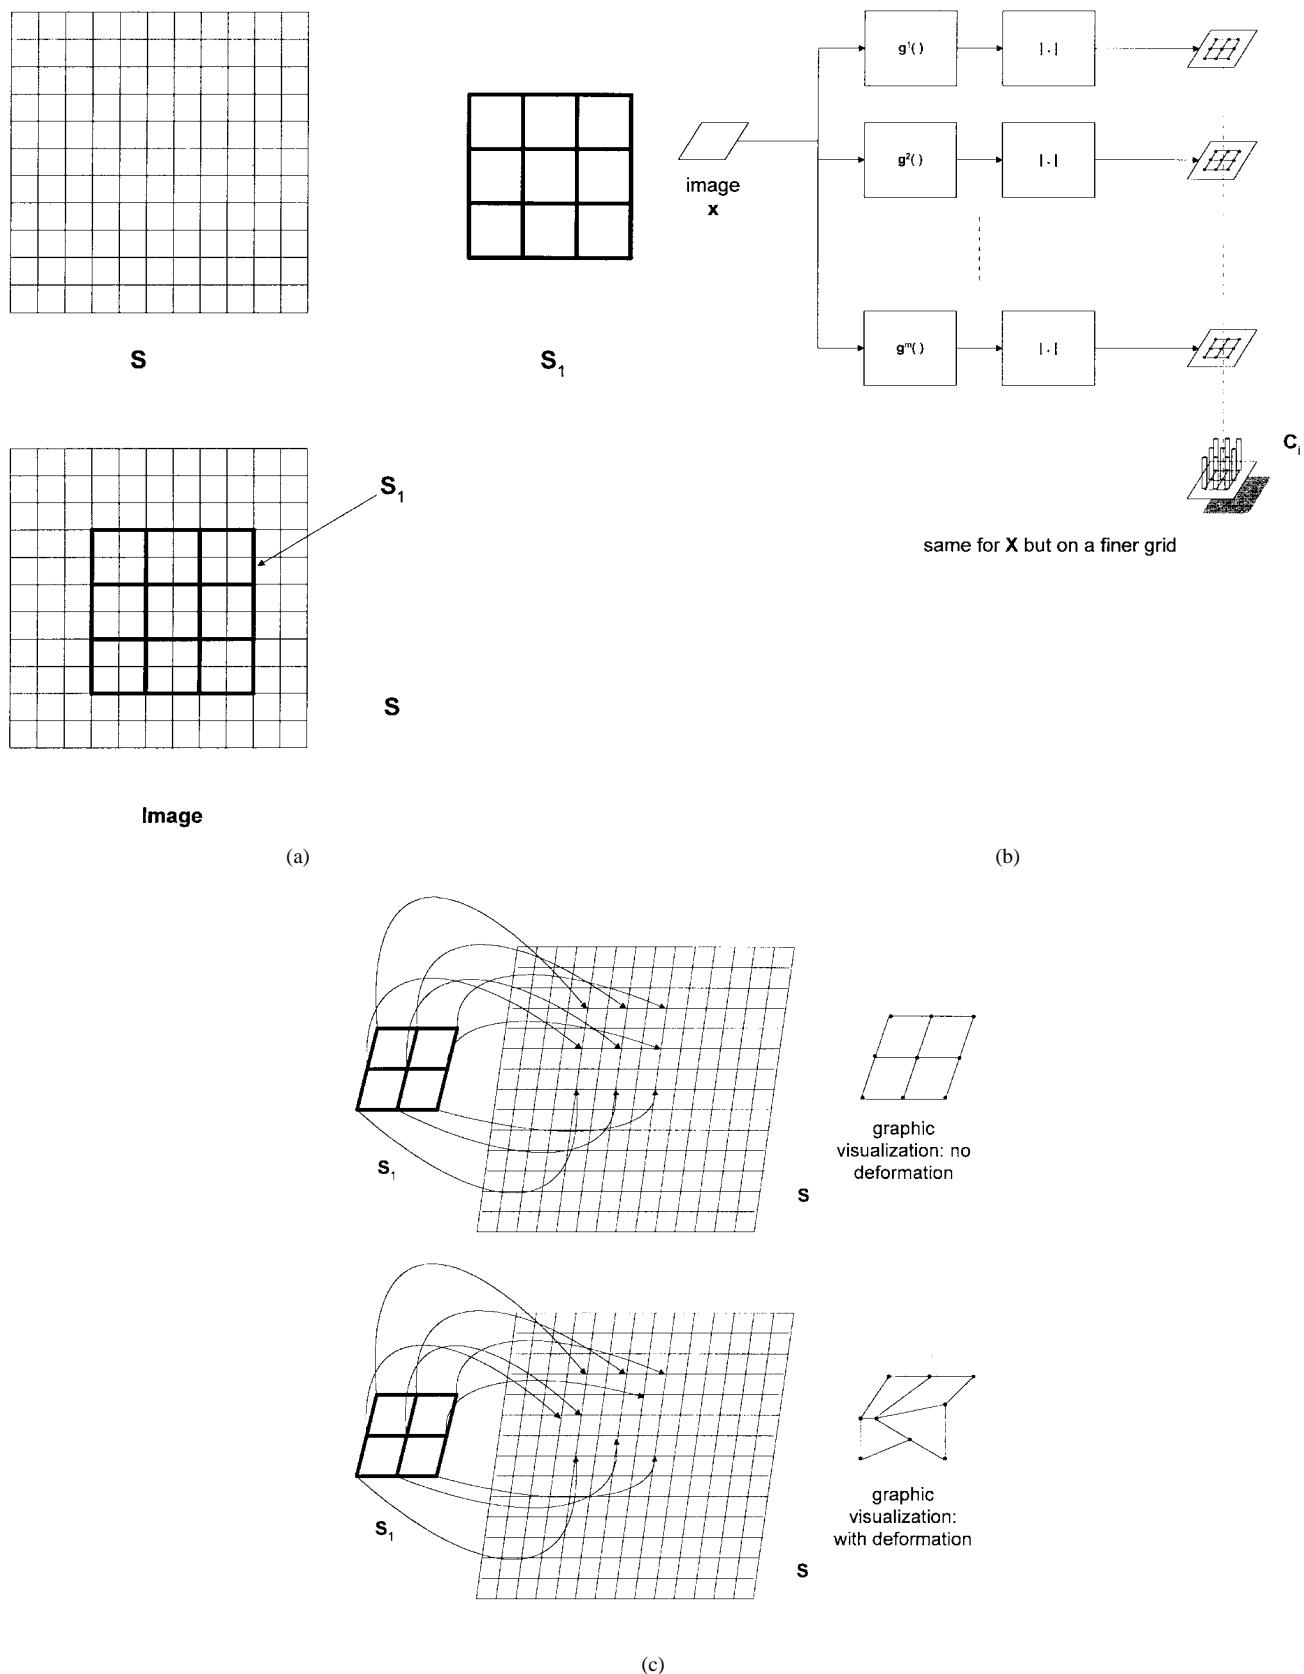 S
S1
S1
S
Image
(a)
image
x
g1( )
| . |
g2( )
| . |
gm( )
| . |
Ci
same for X but on a finer grid
(b)
S1
S
graphic
visualization: no
deformation
S1
S
graphic
visualization:
with deformation
(c)